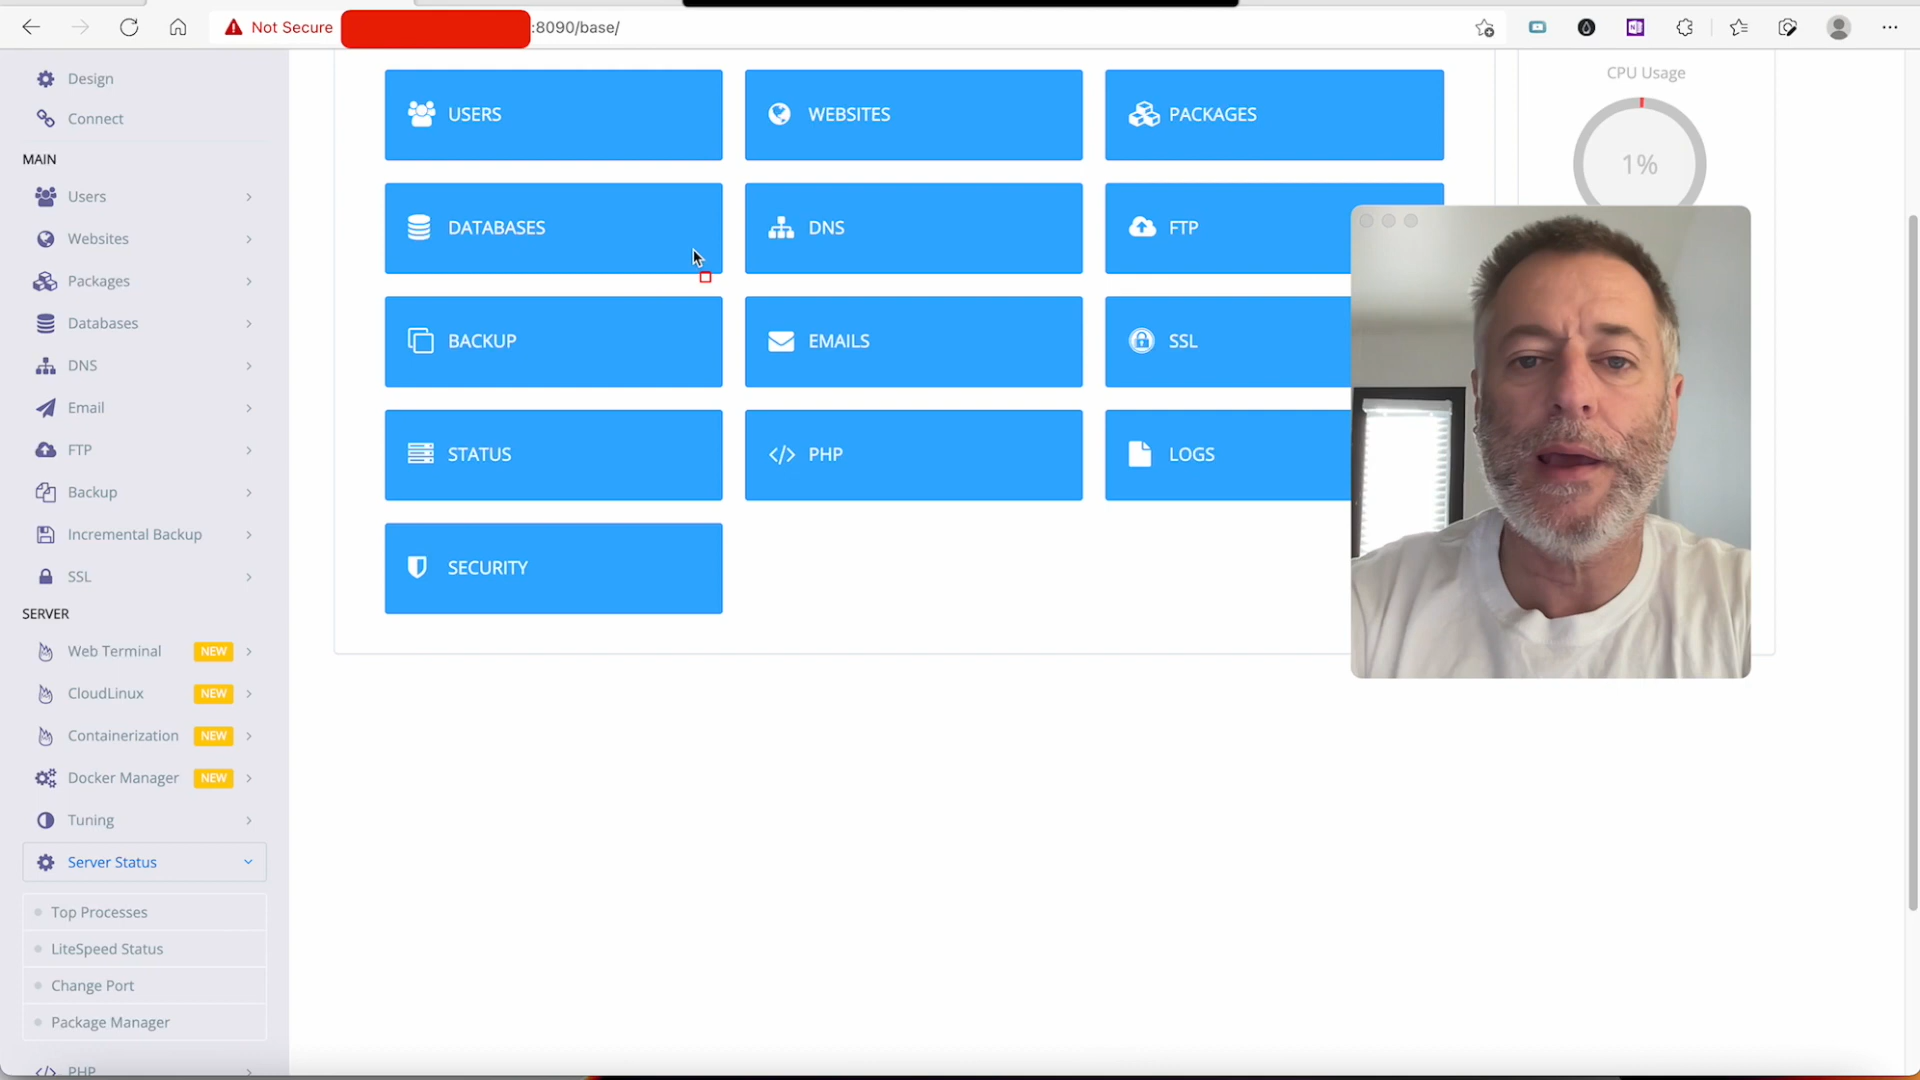 Not Secure
:8090/base/
Design
Connect
MAIN
Users
Websites
Packages
Databases
DNS
Email
FTP
Backup
Incremental Backup
SSL
SERVER
Web Terminal NEW
CloudLinux NEW
Containerization NEW
Docker Manager NEW
Tuning
Server Status
Top Processes
LiteSpeed Status
Change Port
Package Manager
PHP
USERS
WEBSITES
PACKAGES
DATABASES
DNS
FTP
BACKUP
EMAILS
SSL
STATUS
PHP
LOGS
SECURITY
CPU Usage
1%